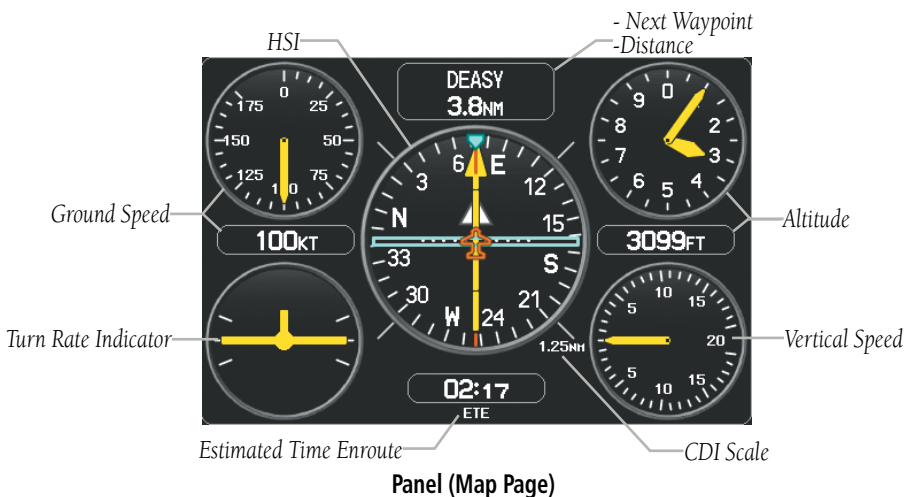 - Next Waypoint
-Distance
HSI
DEASY
3.8NM
0
25
50
75
100
125
150
175
0
2
3
4
5
6
7
8
9
6
E
12
15
S
21
24
W
30
33
N
3
Ground Speed
100KT
3099FT
Altitude
Turn Rate Indicator
5
10
15
20
15
10
5
Vertical Speed
1.25NM
02:17
ETE
Estimated Time Enroute
CDI Scale
Panel (Map Page)